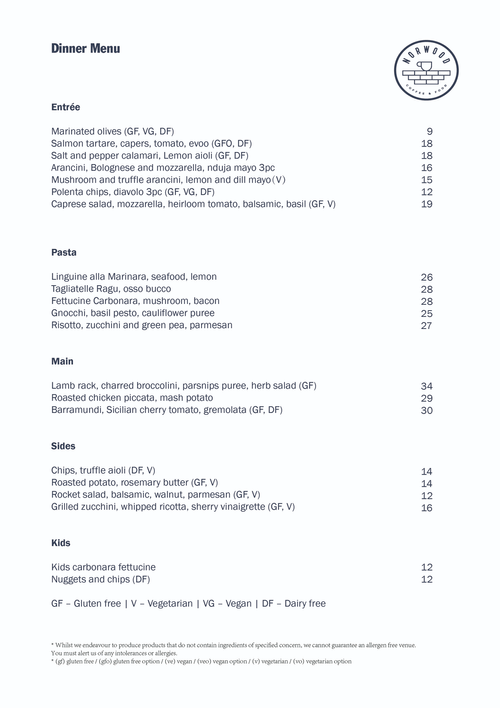 Dinner Menu
NORWOOD
COFFEE & FOOD
Entrée
Marinated olives (GF, VG, DF) 9
Salmon tartare, capers, tomato, evoo (GFO, DF) 18
Salt and pepper calamari, Lemon aioli (GF, DF) 18
Arancini, Bolognese and mozzarella, nduja mayo 3pc 16
Mushroom and truffle arancini, lemon and dill mayo(V) 15
Polenta chips, diavolo 3pc (GF, VG, DF) 12
Caprese salad, mozzarella, heirloom tomato, balsamic, basil (GF, V) 19
Pasta
Linguine alla Marinara, seafood, lemon 26
Tagliatelle Ragu, osso bucco 28
Fettucine Carbonara, mushroom, bacon 28
Gnocchi, basil pesto, cauliflower puree 25
Risotto, zucchini and green pea, parmesan 27
Main
Lamb rack, charred broccolini, parsnips puree, herb salad (GF) 34
Roasted chicken piccata, mash potato 29
Barramundi, Sicilian cherry tomato, gremolata (GF, DF) 30
Sides
Chips, truffle aioli (DF, V) 14
Roasted potato, rosemary butter (GF, V) 14
Rocket salad, balsamic, walnut, parmesan (GF, V) 12
Grilled zucchini, whipped ricotta, sherry vinaigrette (GF, V) 16
Kids
Kids carbonara fettucine 12
Nuggets and chips (DF) 12
GF – Gluten free | V – Vegetarian | VG – Vegan | DF – Dairy free
* Whilst we endeavour to produce products that do not contain ingredients of specified concern, we cannot guarantee an allergen free venue.
You must alert us of any intolerances or allergies.
* (gf) gluten free / (gfo) gluten free option / (ve) vegan / (veo) vegan option / (v) vegetarian / (vo) vegetarian option